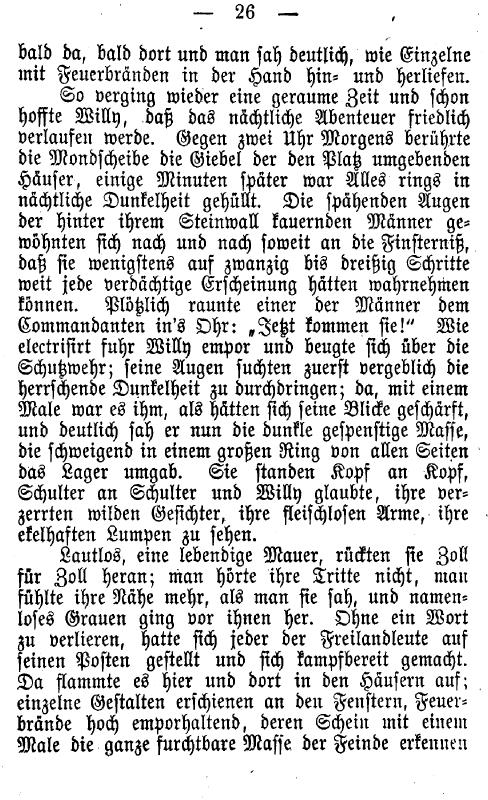 — 26 —
bald da, bald dort und man sah deutlich, wie Einzelne
mit Feuerbränden in der Hand hin- und herliefen.
So verging wieder eine geraume Zeit und schon
hoffte Willy, daß das nächtliche Abenteuer friedlich
verlaufen werde. Gegen zwei Uhr Morgens berührte
die Mondscheibe die Giebel der den Platz umgebenden
Häuser, einige Minuten später war Alles rings in
nächtliche Dunkelheit gehüllt. Die spähenden Augen
der hinter ihrem Steinwall kauernden Männer ge-
wöhnten sich nach und nach soweit an die Finsterniß,
daß sie wenigstens auf zwanzig bis dreißig Schritte
weit jede verdächtige Erscheinung hätten wahrnehmen
können. Plötzlich raunte einer der Männer dem
Commandanten in's Ohr: „Jetzt kommen sie!“ Wie
electrisirt fuhr Willy empor und beugte sich über die
Schutzwehr; seine Augen suchten zuerst vergeblich die
herrschende Dunkelheit zu durchdringen; da, mit einem
Male war es ihm, als hätten sich seine Blicke geschärft,
und deutlich sah er nun die dunkle gespenstige Masse,
die schweigend in einem großen Ring von allen Seiten
das Lager umgab. Sie standen Kopf an Kopf,
Schulter an Schulter und Willy glaubte, ihre ver-
zerrten wilden Gesichter, ihre fleischlosen Arme, ihre
ekelhaften Lumpen zu sehen.
Lautlos, eine lebendige Mauer, rückten sie Zoll
für Zoll heran; man hörte ihre Tritte nicht, man
fühlte ihre Nähe mehr, als man sie sah, und namen-
loses Grauen ging vor ihnen her. Ohne ein Wort
zu verlieren, hatte sich jeder der Freilandleute auf
seinen Posten gestellt und sich kampfbereit gemacht.
Da flammte es hier und dort in den Häusern auf;
einzelne Gestalten erschienen an den Fenstern, Feuer-
brände hoch emporhaltend, deren Schein mit einem
Male die ganze furchtbare Masse der Feinde erkennen